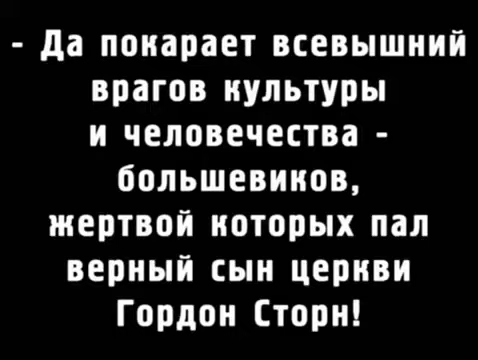 - Да покарает всевышний
врагов культуры
и человечества -
большевиков,
жертвой которых пал
верный сын церкви
Гордон Сторн!